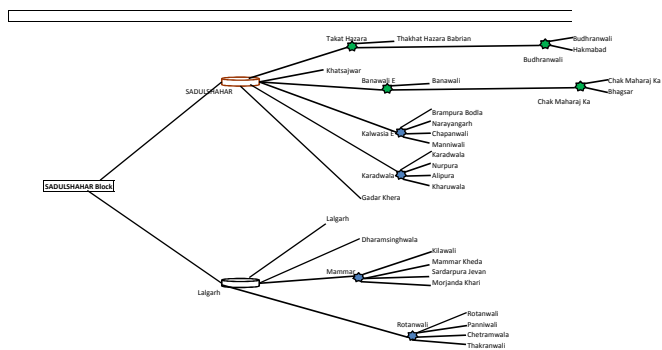 Takat Hazara
Thakhat Hazara Babrian
Budhranwali
Hakmabad
Budhranwali
Khatsajwar
Banawali E
Banawali
Chak Maharaj Ka
Bhagsar
SADULSHAHAR
Chak Maharaj Ka
Brampura Bodla
Narayangarh
Kalwasia E
Chapanwali
Manniwali
Karadwala
Nurpura
Karadwala
Alipura
Kharuwala
SADULSHAHAR Block
Gadar Khera
Lalgarh
Dharamsinghwala
Kilawali
Mammar Kheda
Mammar
Sardarpura Jevan
Morjanda Khari
Lalgarh
Rotanwali
Rotanwali
Panniwali
Chetramwala
Thakranwali